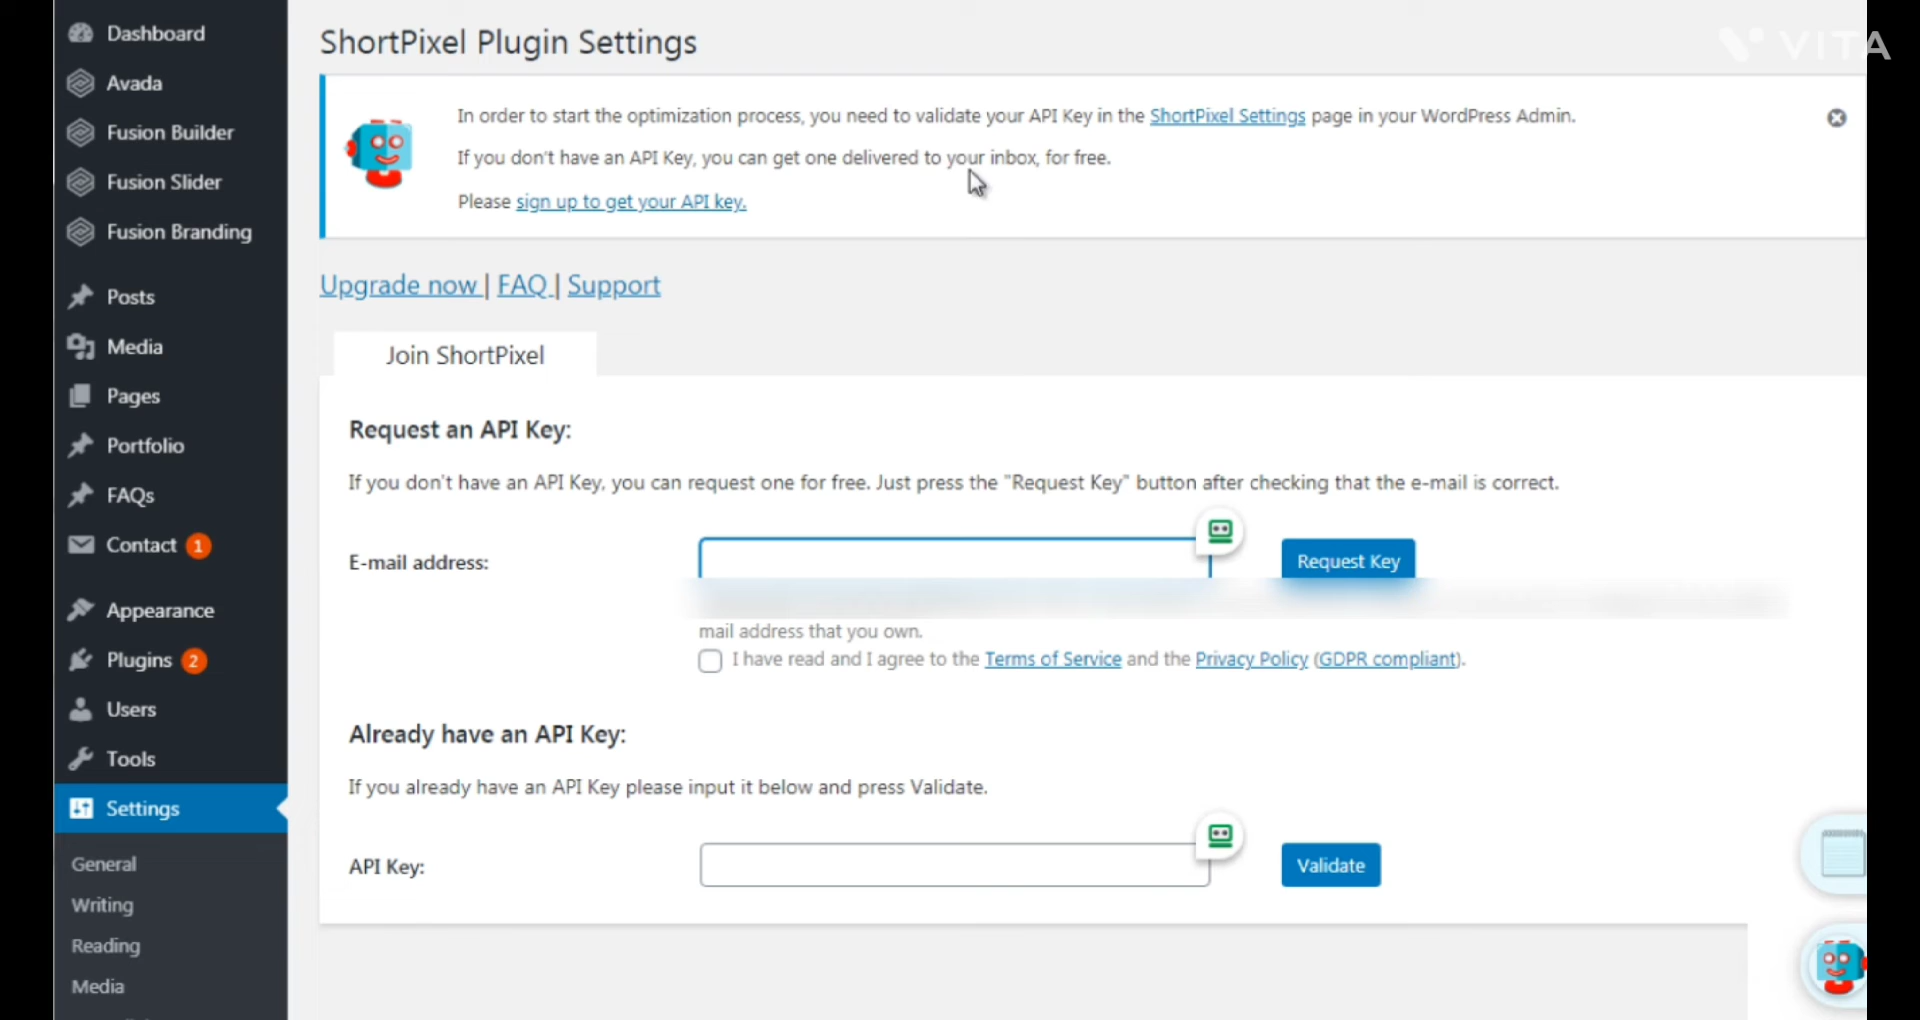 Dashboard
Avada
Fusion Builder
Fusion Slider
Fusion Branding
Posts
Media
Pages
Portfolio
FAQs
Contact 1
Appearance
Plugins 2
Users
Tools
Settings
General
Writing
Reading
Media
ShortPixel Plugin Settings
VITA
In order to start the optimization process, you need to validate your API Key in the ShortPixel Settings page in your WordPress Admin.
If you don't have an API Key, you can get one delivered to your inbox, for free.
Please sign up to get your API key.
Upgrade now | FAQ | Support
Join ShortPixel
Request an API Key:
If you don't have an API Key, you can request one for free. Just press the "Request Key" button after checking that the e-mail is correct.
E-mail address:
Request Key
mail address that you own.
I have read and I agree to the Terms of Service and the Privacy Policy (GDPR compliant).
Already have an API Key:
If you already have an API Key please input it below and press Validate.
API Key:
Validate